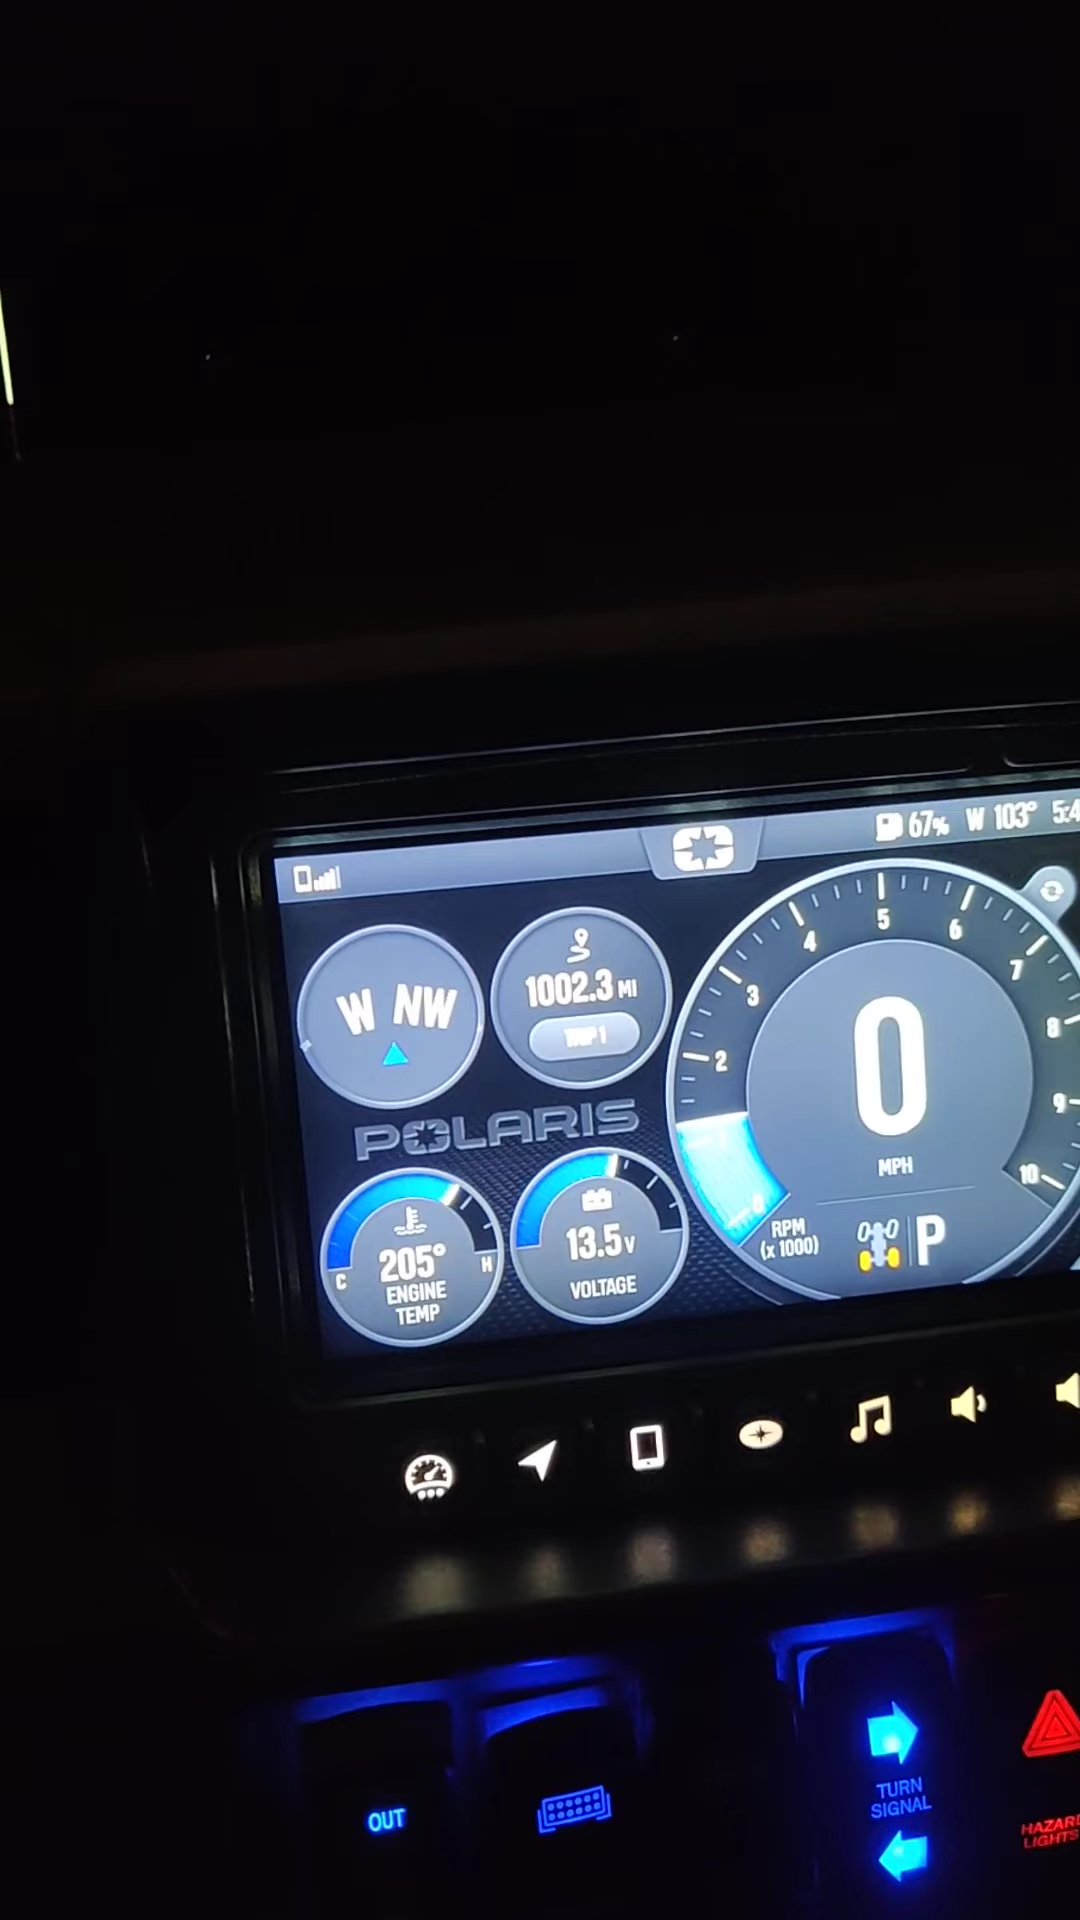 67% W 103° 5:4
W NW
1002.3 MI
TRIP 1
POLARIS
205°
ENGINE
TEMP
C
H
13.5V
VOLTAGE
2
3
4
5
6
7
8
9
10
0
MPH
RPM
(x 1000)
P
OUT
TURN
SIGNAL
HAZARD
LIGHTS